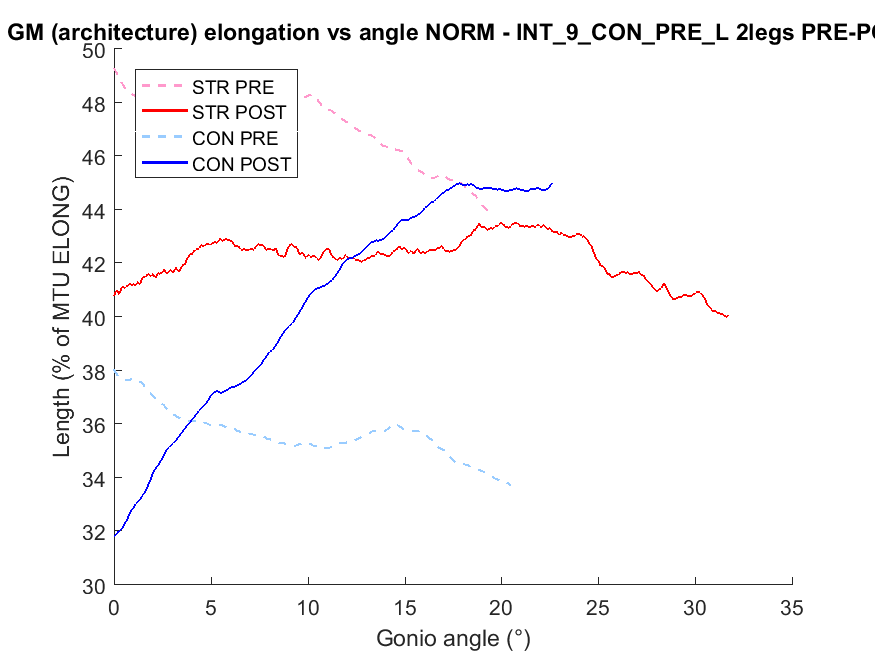 GM (architecture) elongation vs angle NORM - INT_9_CON_PRE_L 2legs PRE-PO
50
48
46
44
42
40
38
36
34
32
30
Length (% of MTU ELONG)
STR PRE
STR POST
CON PRE
CON POST
0 5 10 15 20 25 30 35
Gonio angle (°)